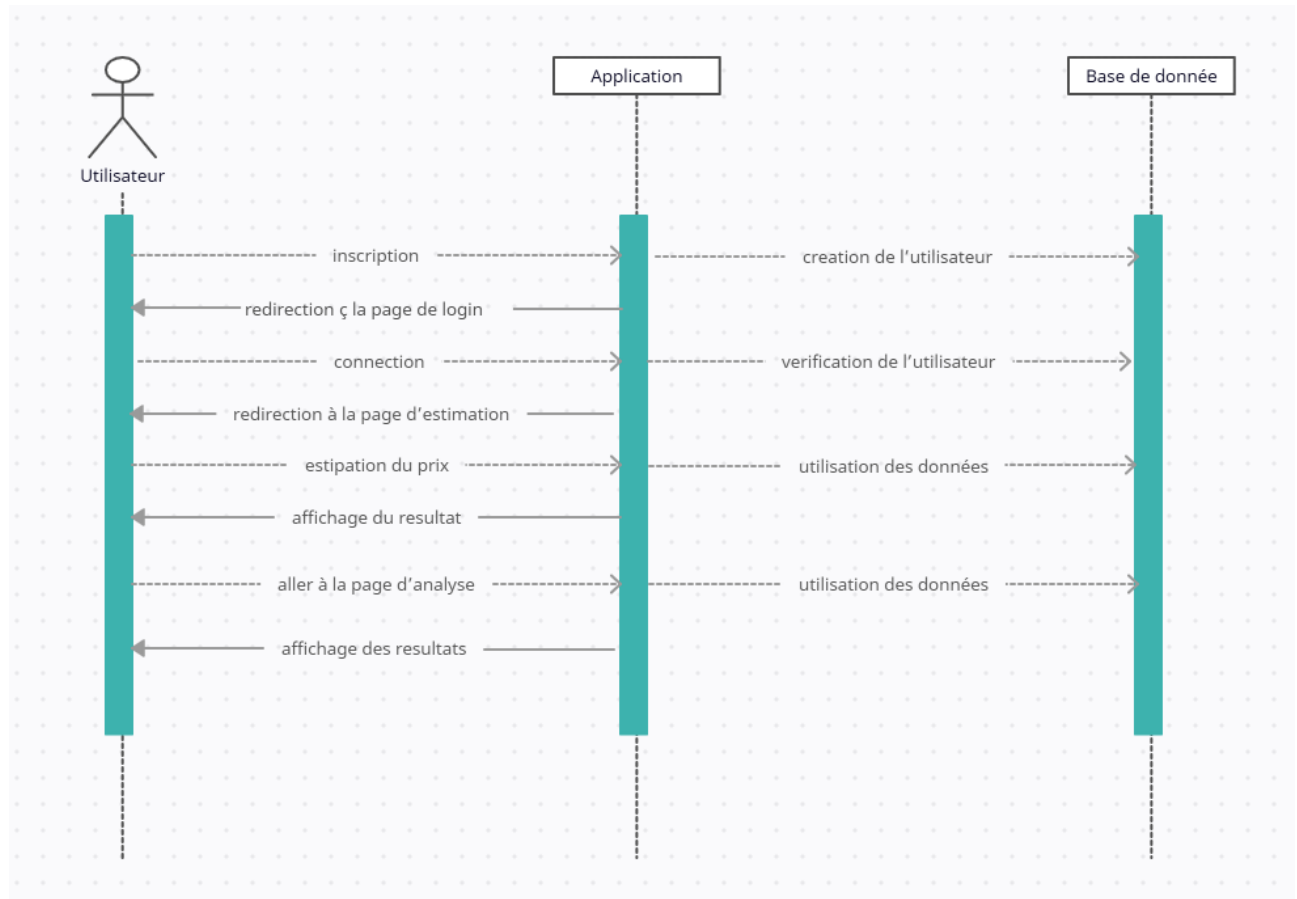 Application
Base de donnée
Utilisateur
inscription
creation de l'utilisateur
redirection ç la page de login
connection
verification de l'utilisateur
redirection à la page d'estimation
estipation du prix
utilisation des données
affichage du resultat
aller à la page d'analyse
utilisation des données
affichage des resultats